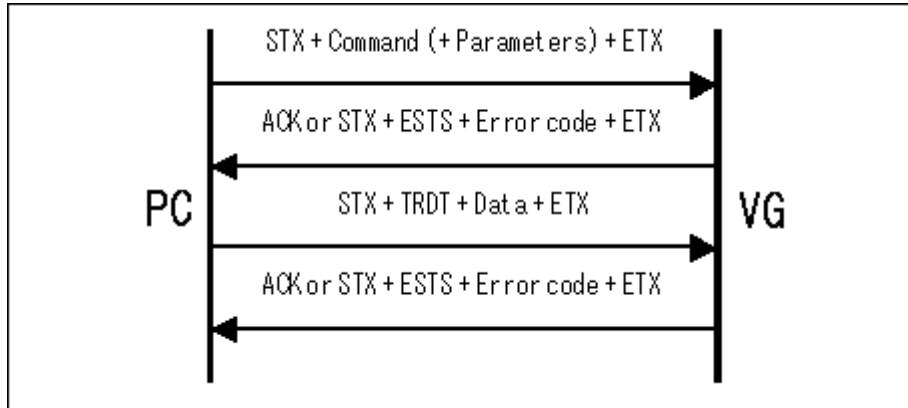 STX + Command (+ Parameters) + ETX
ACK or STX + ESTS + Error code + ETX
PC
STX + TRDT + Data + ETX
VG
ACK or STX + ESTS + Error code + ETX